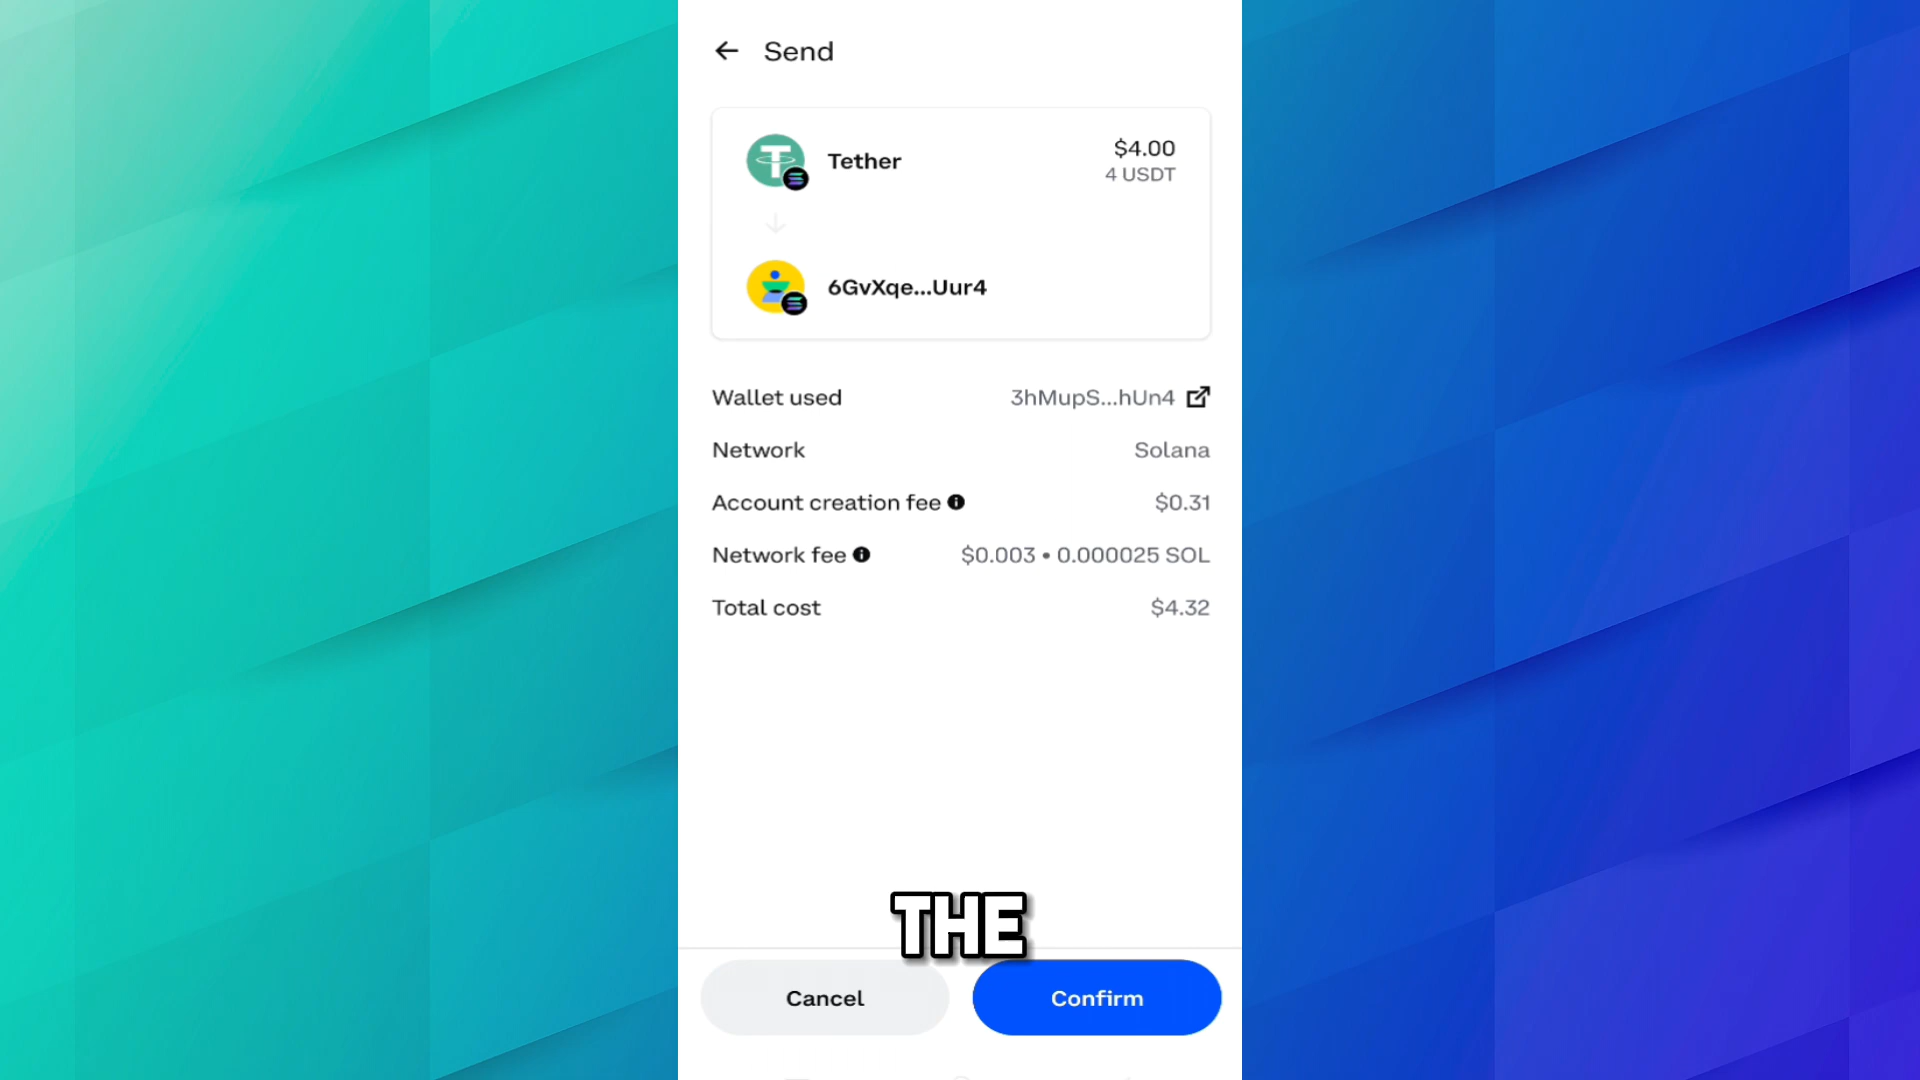 Send
Tether
$4.00
4 USDT
6GvXqe...Uur4
Wallet used 3hMupS...hUn4
Network Solana
Account creation fee $0.31
Network fee $0.003 • 0.000025 SOL
Total cost $4.32
THE
Cancel Confirm